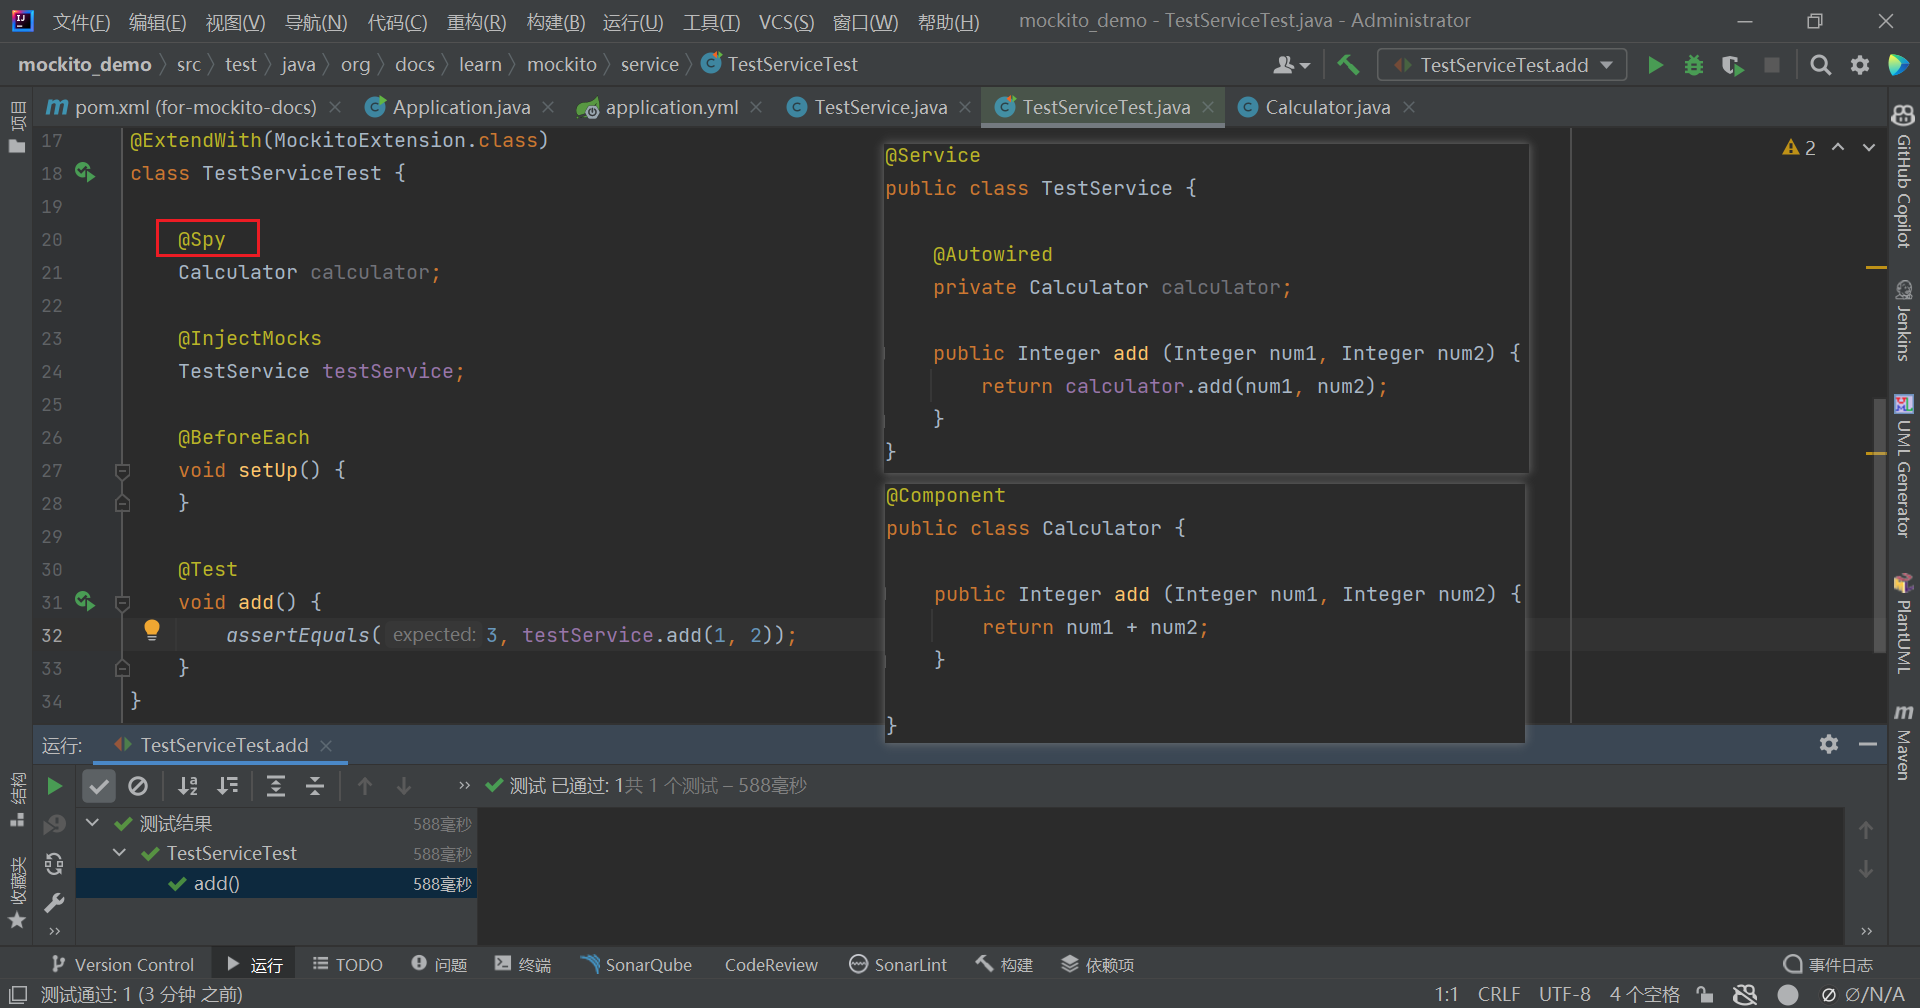 文件(F) 编辑(E) 视图(V) 导航(N) 代码(C) 重构(R) 构建(B) 运行(U) 工具(T) VCS(S) 窗口(W) 帮助(H) mockito_demo - TestServiceTest.java - Administrator
mockito_demo src test java org docs learn mockito service TestServiceTest TestServiceTest.add
项目
pom.xml (for-mockito-docs) Application.java application.yml TestService.java TestServiceTest.java Calculator.java
17 @ExtendWith(MockitoExtension.class)
18 class TestServiceTest {
19
20 @Spy
21 Calculator calculator;
22
23 @InjectMocks
24 TestService testService;
25
26 @BeforeEach
27 void setUp() {
28 }
29
30 @Test
31 void add() {
32 assertEquals( expected: 3, testService.add(1, 2));
33 }
34 }
@Service
public class TestService {
@Autowired
private Calculator calculator;
public Integer add (Integer num1, Integer num2) {
return calculator.add(num1, num2);
}
}
@Component
public class Calculator {
public Integer add (Integer num1, Integer num2) {
return num1 + num2;
}
}
2
GitHub Copilot
Jenkins
UML Generator
PlantUML
Maven
结构
收藏夹
运行: TestServiceTest.add
测试 已通过: 1共 1 个测试 – 588毫秒
测试结果 588毫秒
TestServiceTest 588毫秒
add() 588毫秒
Version Control 运行 TODO 问题 终端 SonarQube CodeReview SonarLint 构建 依赖项 事件日志
测试通过: 1 (3 分钟 之前) 1:1 CRLF UTF-8 4 个空格 Ø/N/A